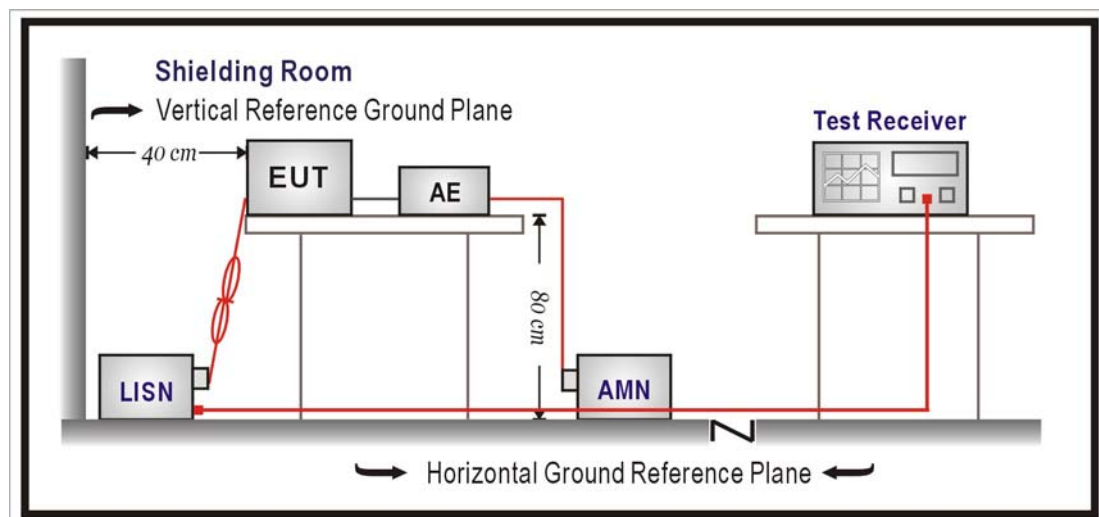 Shielding Room
Vertical Reference Ground Plane
40 cm
EUT
AE
Test Receiver
80 cm
LISN
AMN
Horizontal Ground Reference Plane